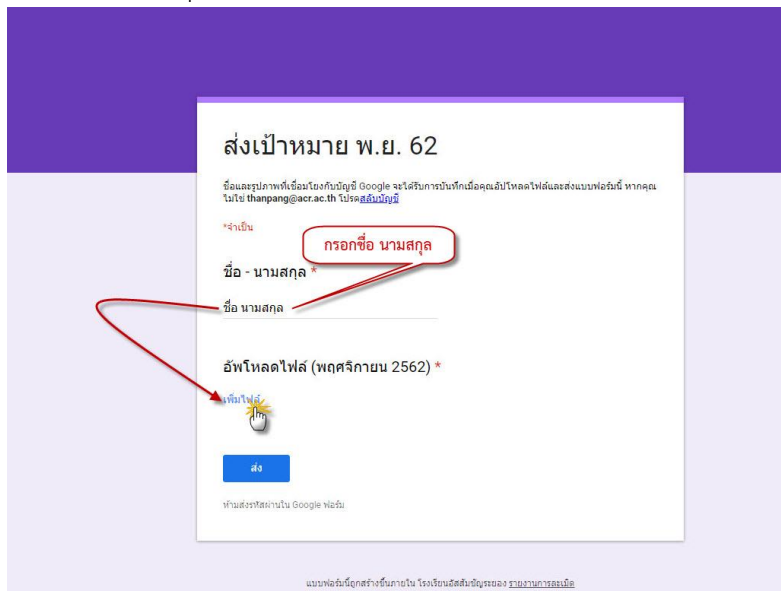 ส่งเป้าหมาย พ.ย. 62
ชื่อและรูปภาพที่เชื่อมโยงกับบัญชี Google จะได้รับการบันทึกเมื่อคุณอัปโหลดไฟล์และส่งแบบฟอร์มนี้ หากคุณ
ไม่ใช่ thanpang@acr.ac.th โปรดสลับบัญชี
*จำเป็น
กรอกชื่อ นามสกุล
ชื่อ - นามสกุล *
ชื่อ นามสกุล
อัพโหลดไฟล์ (พฤศจิกายน 2562) *
เพิ่มไฟล์
ส่ง
ห้ามส่งรหัสผ่านใน Google ฟอร์ม
แบบฟอร์มนี้ถูกสร้างขึ้นภายใน โรงเรียนอัสสัมชัญระยอง รายงานการละเมิด